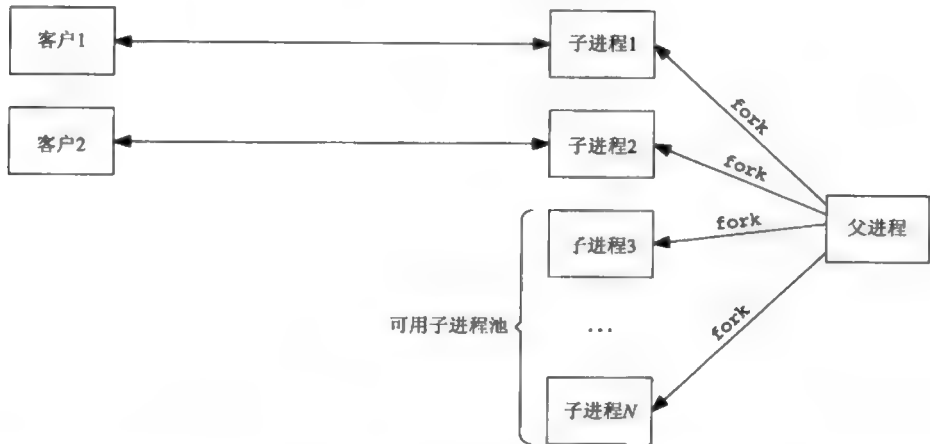 客户1
子进程1
fork
客户2
子进程2
fork
子进程3
fork
父进程
可用子进程池
...
fork
子进程N